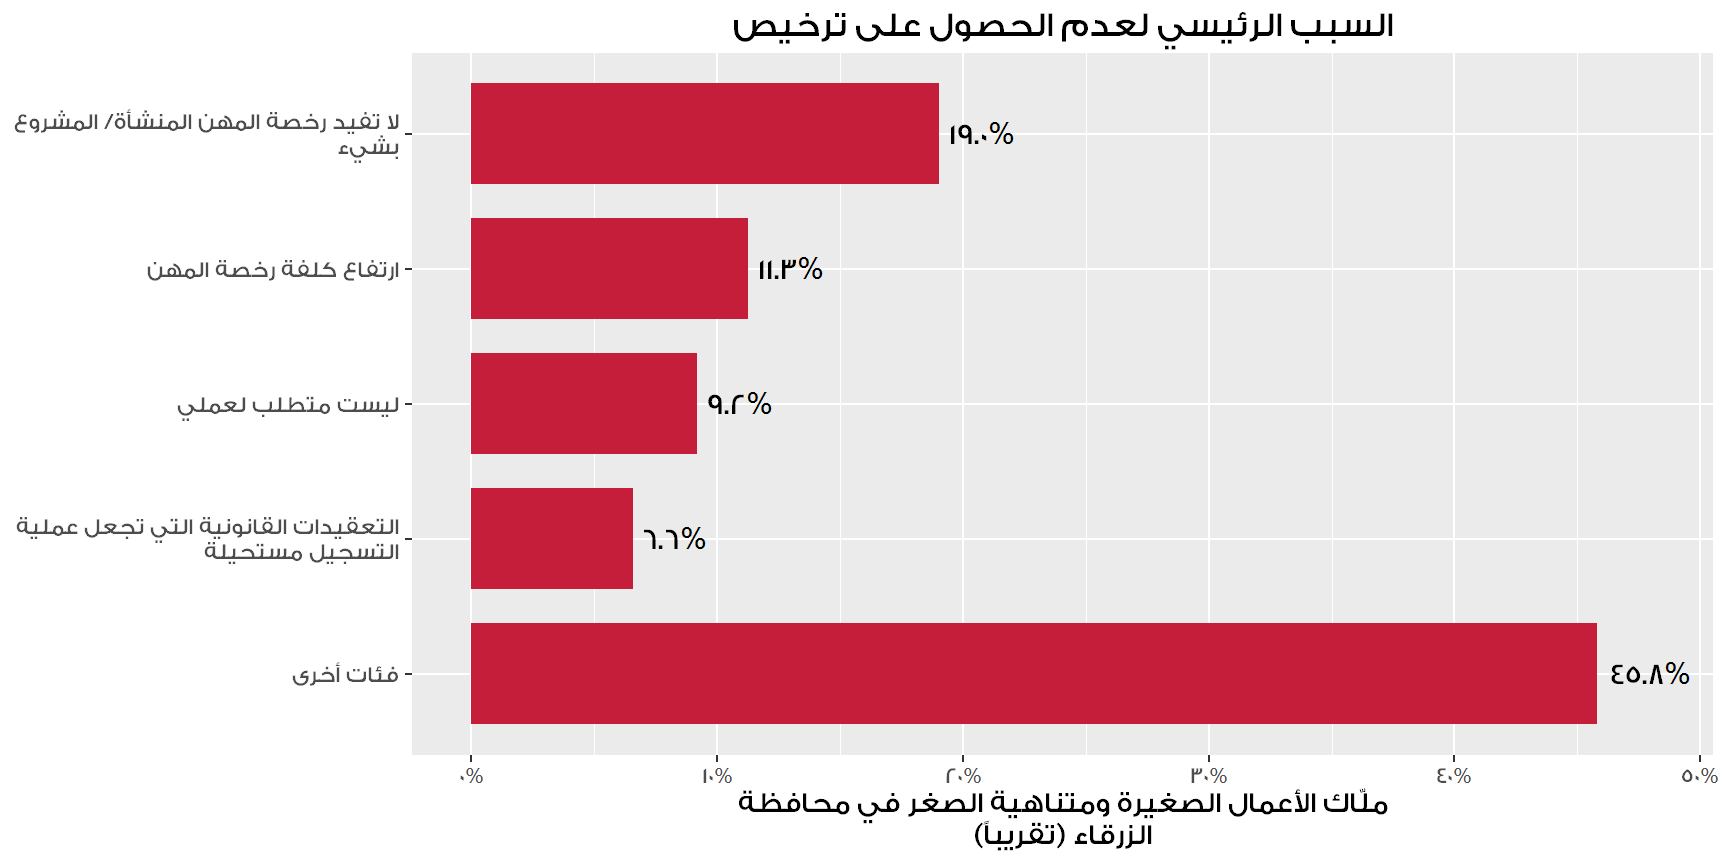 السبب الرئيسي لعدم الحصول على ترخيص
لا تفيد رخصة المهن المنشأة/ المشروع
بشيء
١٩.٠%
ارتفاع كلفة رخصة المهن
١١.٣%
ليست متطلب لعملي
٩.٢%
التعقيدات القانونية التي تجعل عملية
التسجيل مستحيلة
٦.٦%
فئات أخرى
٤٥.٨%
٠% ١٠% ٢٠% ٣٠% ٤٠% ٥٠%
ملّاك الأعمال الصغيرة ومتناهية الصغر في محافظة
الزرقاء (تقريباً)